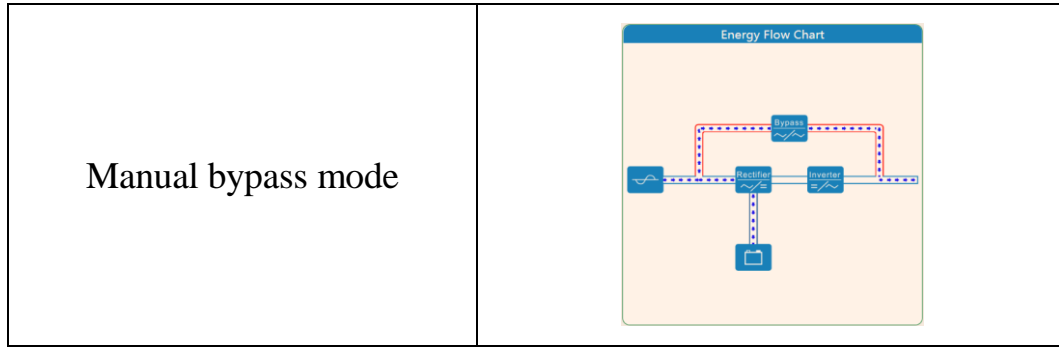 Energy Flow Chart
Manual bypass mode
Bypass
Rectifier
Inverter